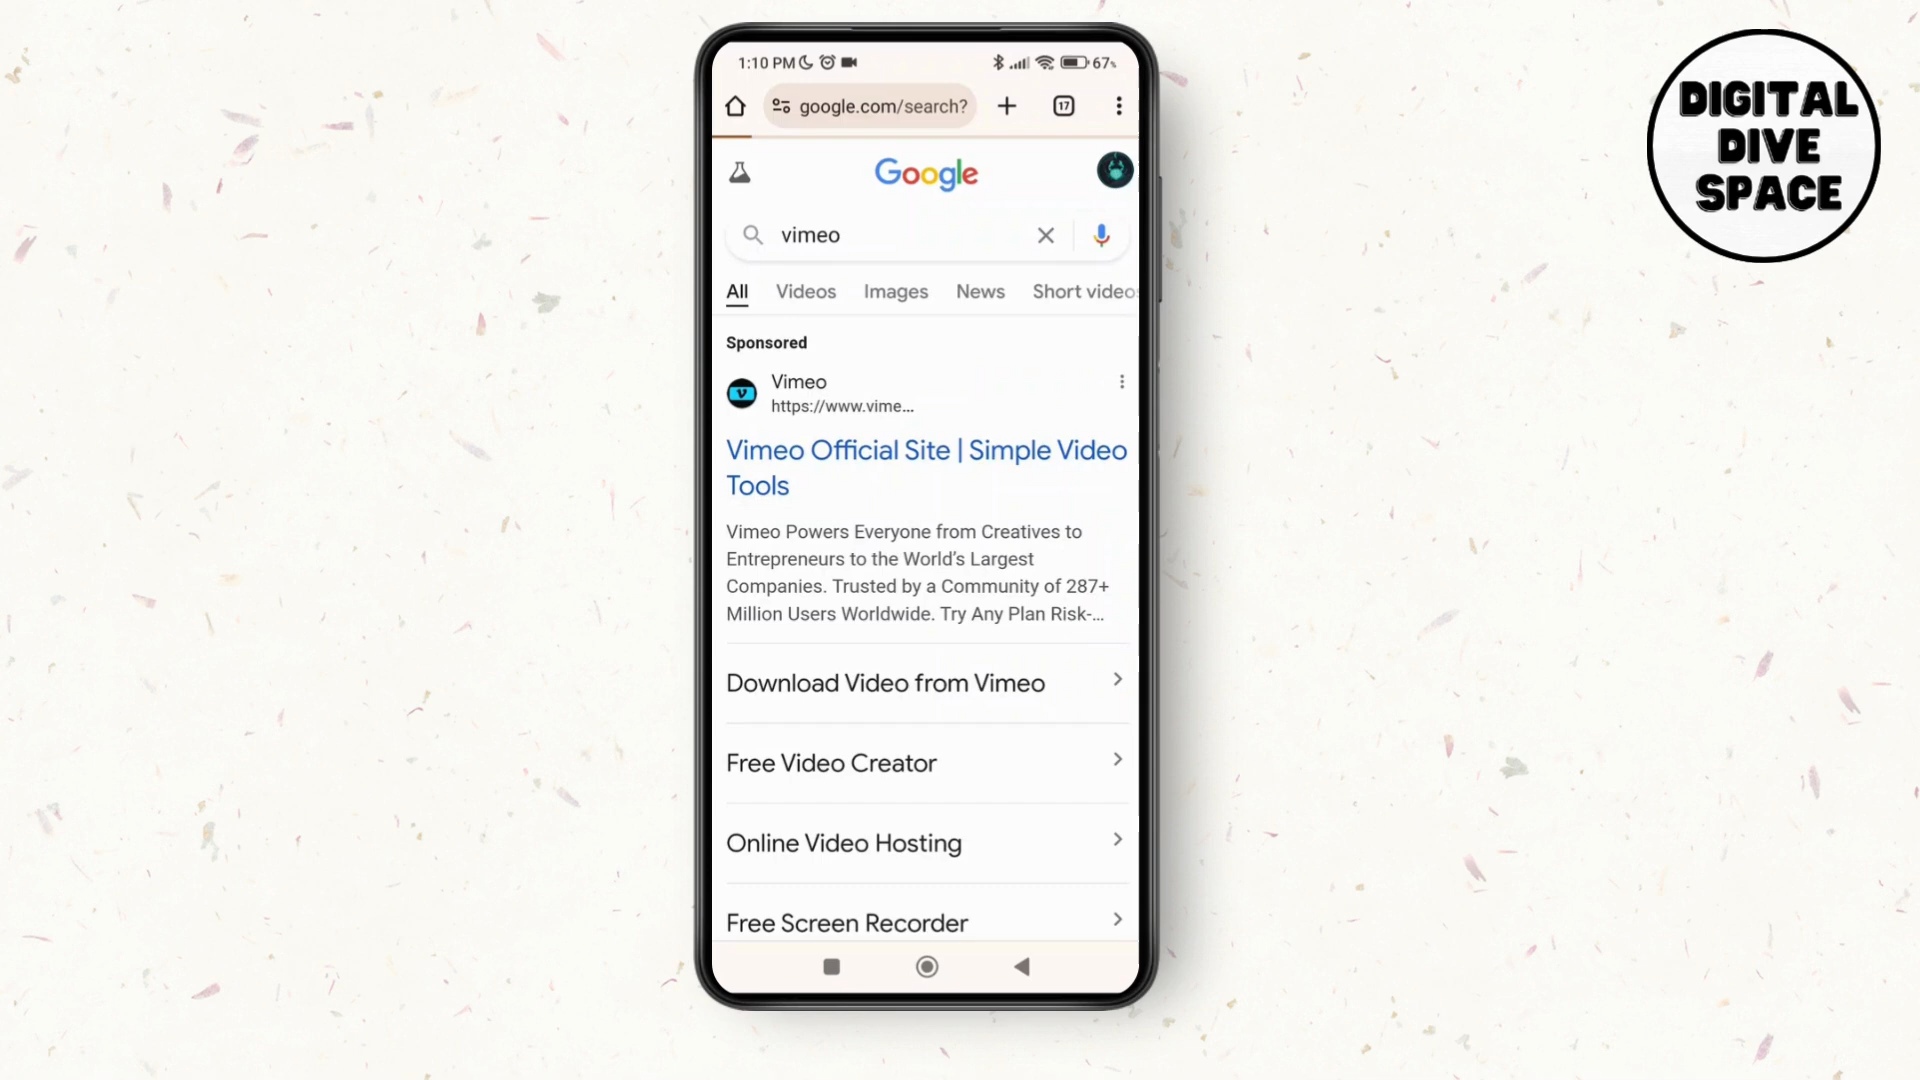 1:10 PM
67%
google.com/search?
17
Google
vimeo
All Videos Images News Short videos
Sponsored
Vimeo
https://www.vime...
Vimeo Official Site | Simple Video
Tools
Vimeo Powers Everyone from Creatives to
Entrepreneurs to the World’s Largest
Companies. Trusted by a Community of 287+
Million Users Worldwide. Try Any Plan Risk-...
Download Video from Vimeo
Free Video Creator
Online Video Hosting
Free Screen Recorder
DIGITAL
DIVE
SPACE